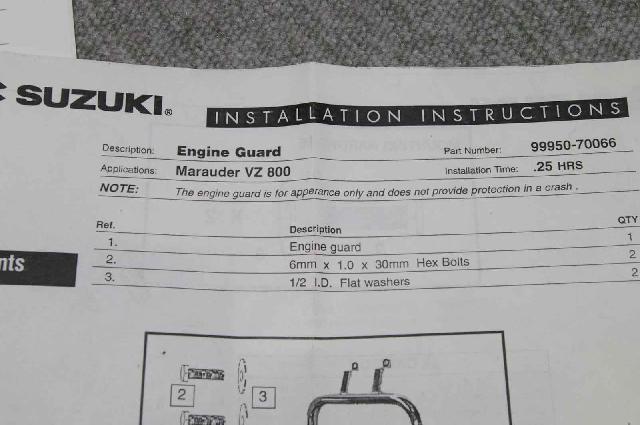 SUZUKI®
INSTALLATION INSTRUCTIONS
Description: Engine Guard Part Number: 99950-70066
Applications: Marauder VZ 800 Installation Time: .25 HRS
NOTE: The engine guard is for apperance only and does not provide protection in a crash .
Ref. Description QTY
1. Engine guard 1
2. 6mm x 1.0 x 30mm Hex Bolts 2
3. 1/2 I.D. Flat washers 2
nts
2 3